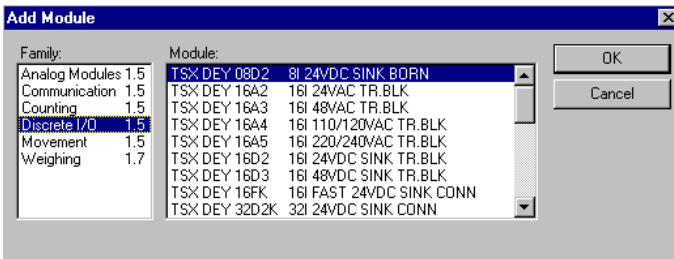 Add Module
Family:
Analog Modules 1.5
Communication 1.5
Counting 1.5
Discrete I/O 1.5
Movement 1.5
Weighing 1.7
Module:
TSX DEY 08D2 8I 24VDC SINK BORN
TSX DEY 16A2 16I 24VAC TR.BLK
TSX DEY 16A3 16I 48VAC TR.BLK
TSX DEY 16A4 16I 110/120VAC TR.BLK
TSX DEY 16A5 16I 220/240VAC TR.BLK
TSX DEY 16D2 16I 24VDC SINK TR.BLK
TSX DEY 16D3 16I 48VDC SINK TR.BLK
TSX DEY 16FK 16I FAST 24VDC SINK CONN
TSX DEY 32D2K 32I 24VDC SINK CONN
OK
Cancel